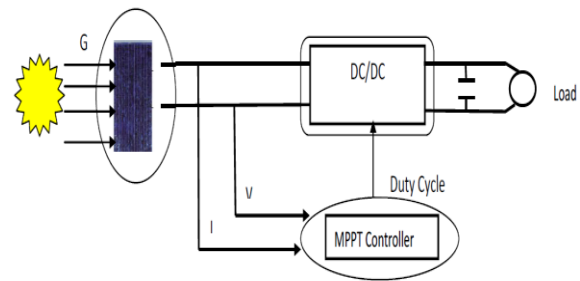 G
DC/DC
Load
Duty Cycle
V
I
MPPT Controller